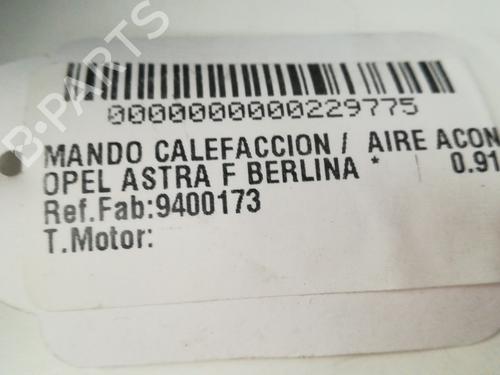 B-PARTS
0000000000229775
MANDO CALEFACCION / AIRE ACON
OPEL ASTRA F BERLINA * 0.91
Ref.Fab:9400173
T.Motor: